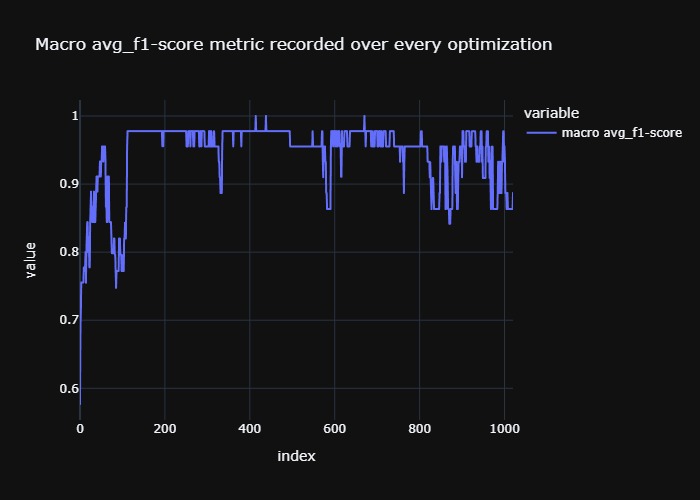 Macro avg_f1-score metric recorded over every optimization
variable
macro avg_f1-score
1
0.9
0.8
0.7
0.6
value
0 200 400 600 800 1000
index